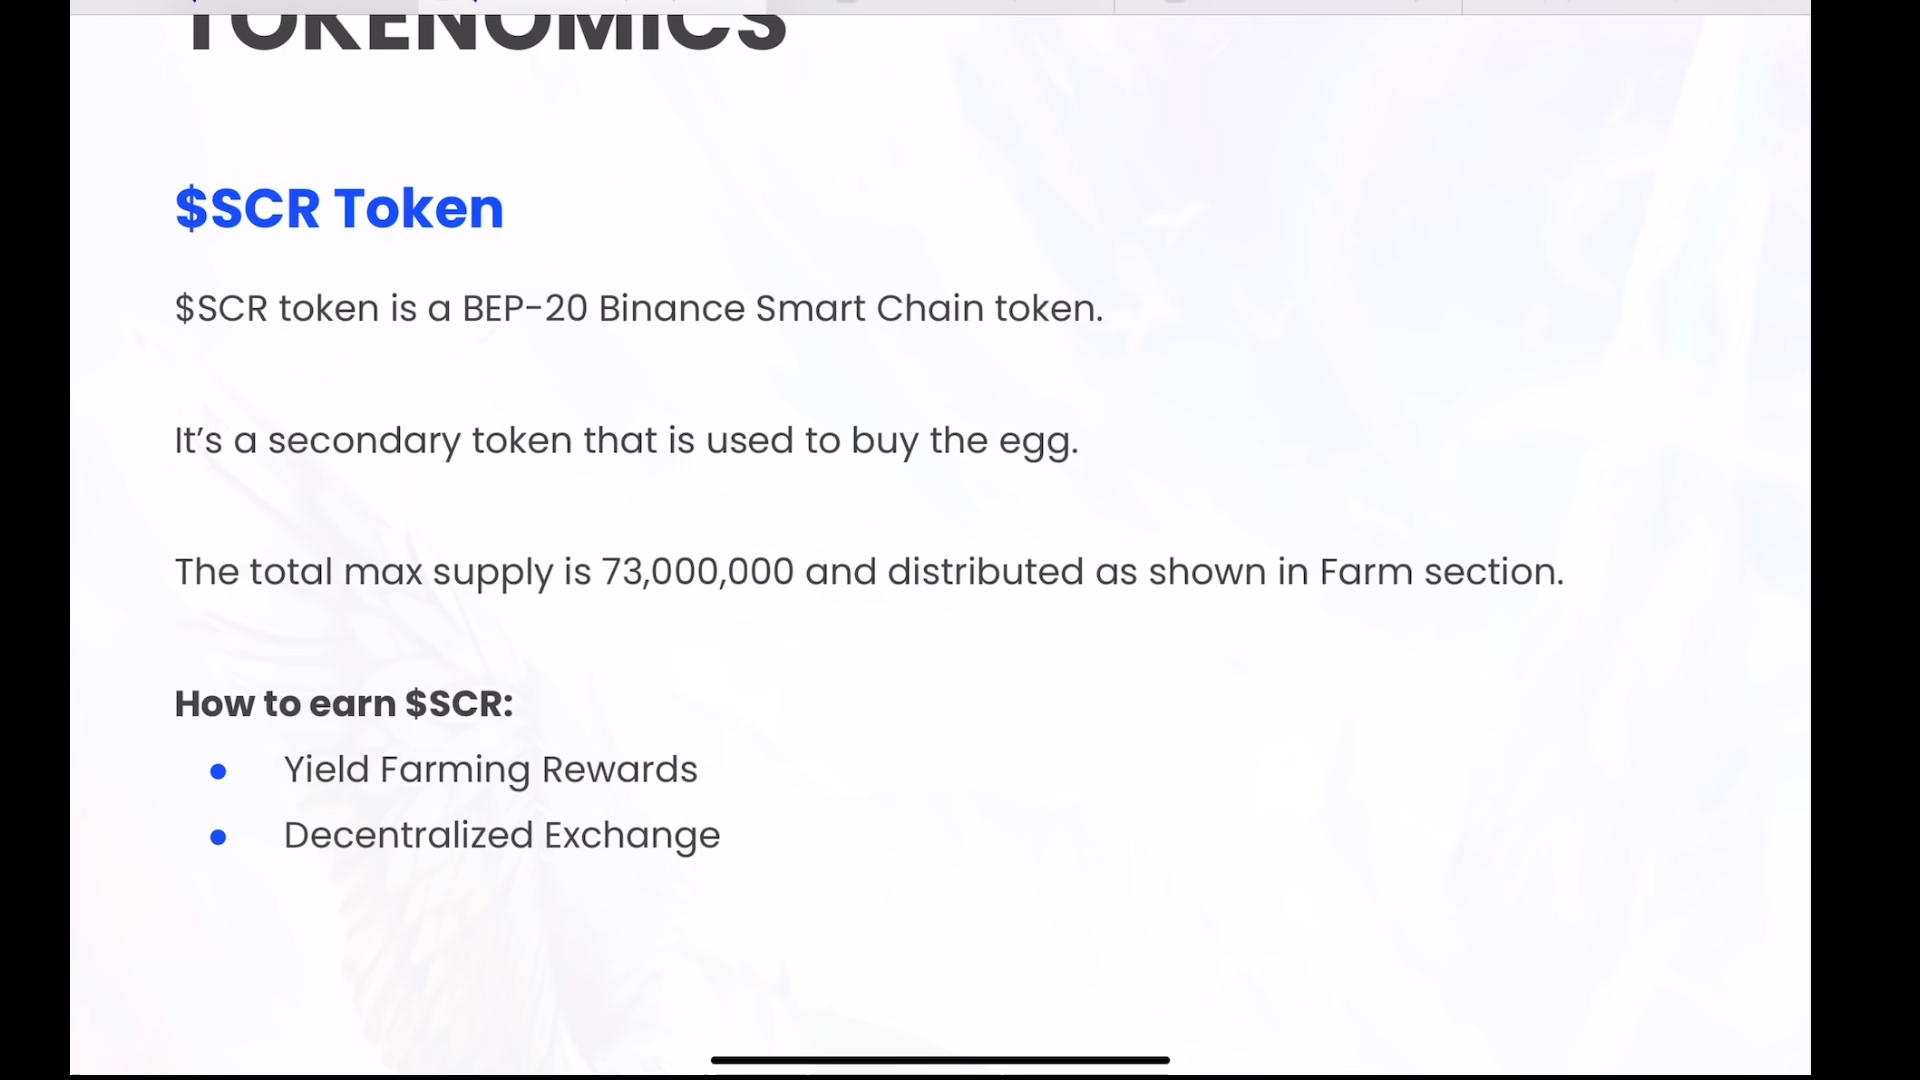 TOKENOMICS
$SCR Token
$SCR token is a BEP-20 Binance Smart Chain token.
It’s a secondary token that is used to buy the egg.
The total max supply is 73,000,000 and distributed as shown in Farm section.
How to earn $SCR:
● Yield Farming Rewards
● Decentralized Exchange